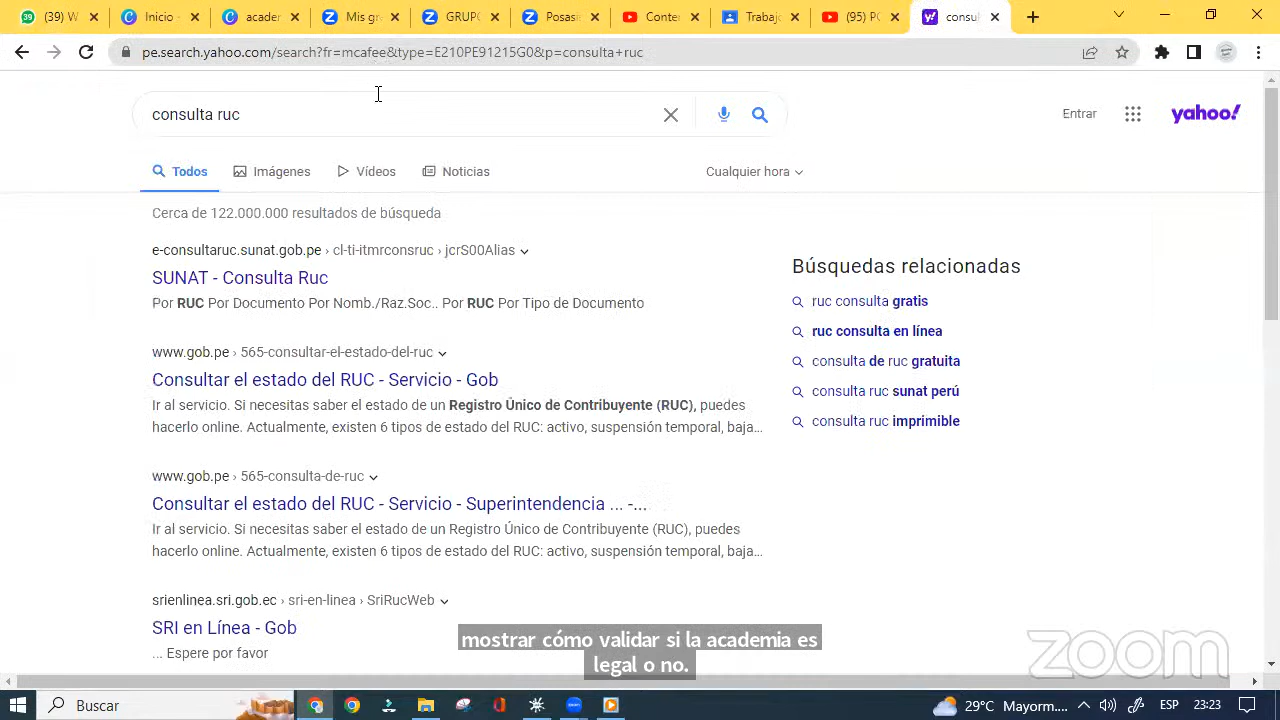 (39) W
Inicio -
acader
Mis gr
GRUPC
Posas
Conte
Trabaj
(95) PC
consu
pe.search.yahoo.com/search?fr=mcafee&type=E210PE91215G0&p=consulta+ruc
consulta ruc
Entrar
yahoo!
Todos
Imágenes
Vídeos
Noticias
Cualquier hora
Cerca de 122.000.000 resultados de búsqueda
e-consultaruc.sunat.gob.pe › cl-ti-itmrconsruc › jcrS00Alias
SUNAT - Consulta Ruc
Por RUC Por Documento Por Nomb./Raz.Soc.. Por RUC Por Tipo de Documento
www.gob.pe › 565-consultar-el-estado-del-ruc
Consultar el estado del RUC - Servicio - Gob
Ir al servicio. Si necesitas saber el estado de un Registro Único de Contribuyente (RUC), puedes
hacerlo online. Actualmente, existen 6 tipos de estado del RUC: activo, suspensión temporal, baja...
www.gob.pe › 565-consulta-de-ruc
Consultar el estado del RUC - Servicio - Superintendencia ... -...
Ir al servicio. Si necesitas saber el estado de un Registro Único de Contribuyente (RUC), puedes
hacerlo online. Actualmente, existen 6 tipos de estado del RUC: activo, suspensión temporal, baja...
srienlinea.sri.gob.ec › sri-en-linea › SriRucWeb
SRI en Línea - Gob
... Espere por favor
Búsquedas relacionadas
ruc consulta gratis
ruc consulta en línea
consulta de ruc gratuita
consulta ruc sunat perú
consulta ruc imprimible
mostrar cómo validar si la academia es
legal o no.
zoom
Buscar
29°C Mayorm....
ESP
23:23